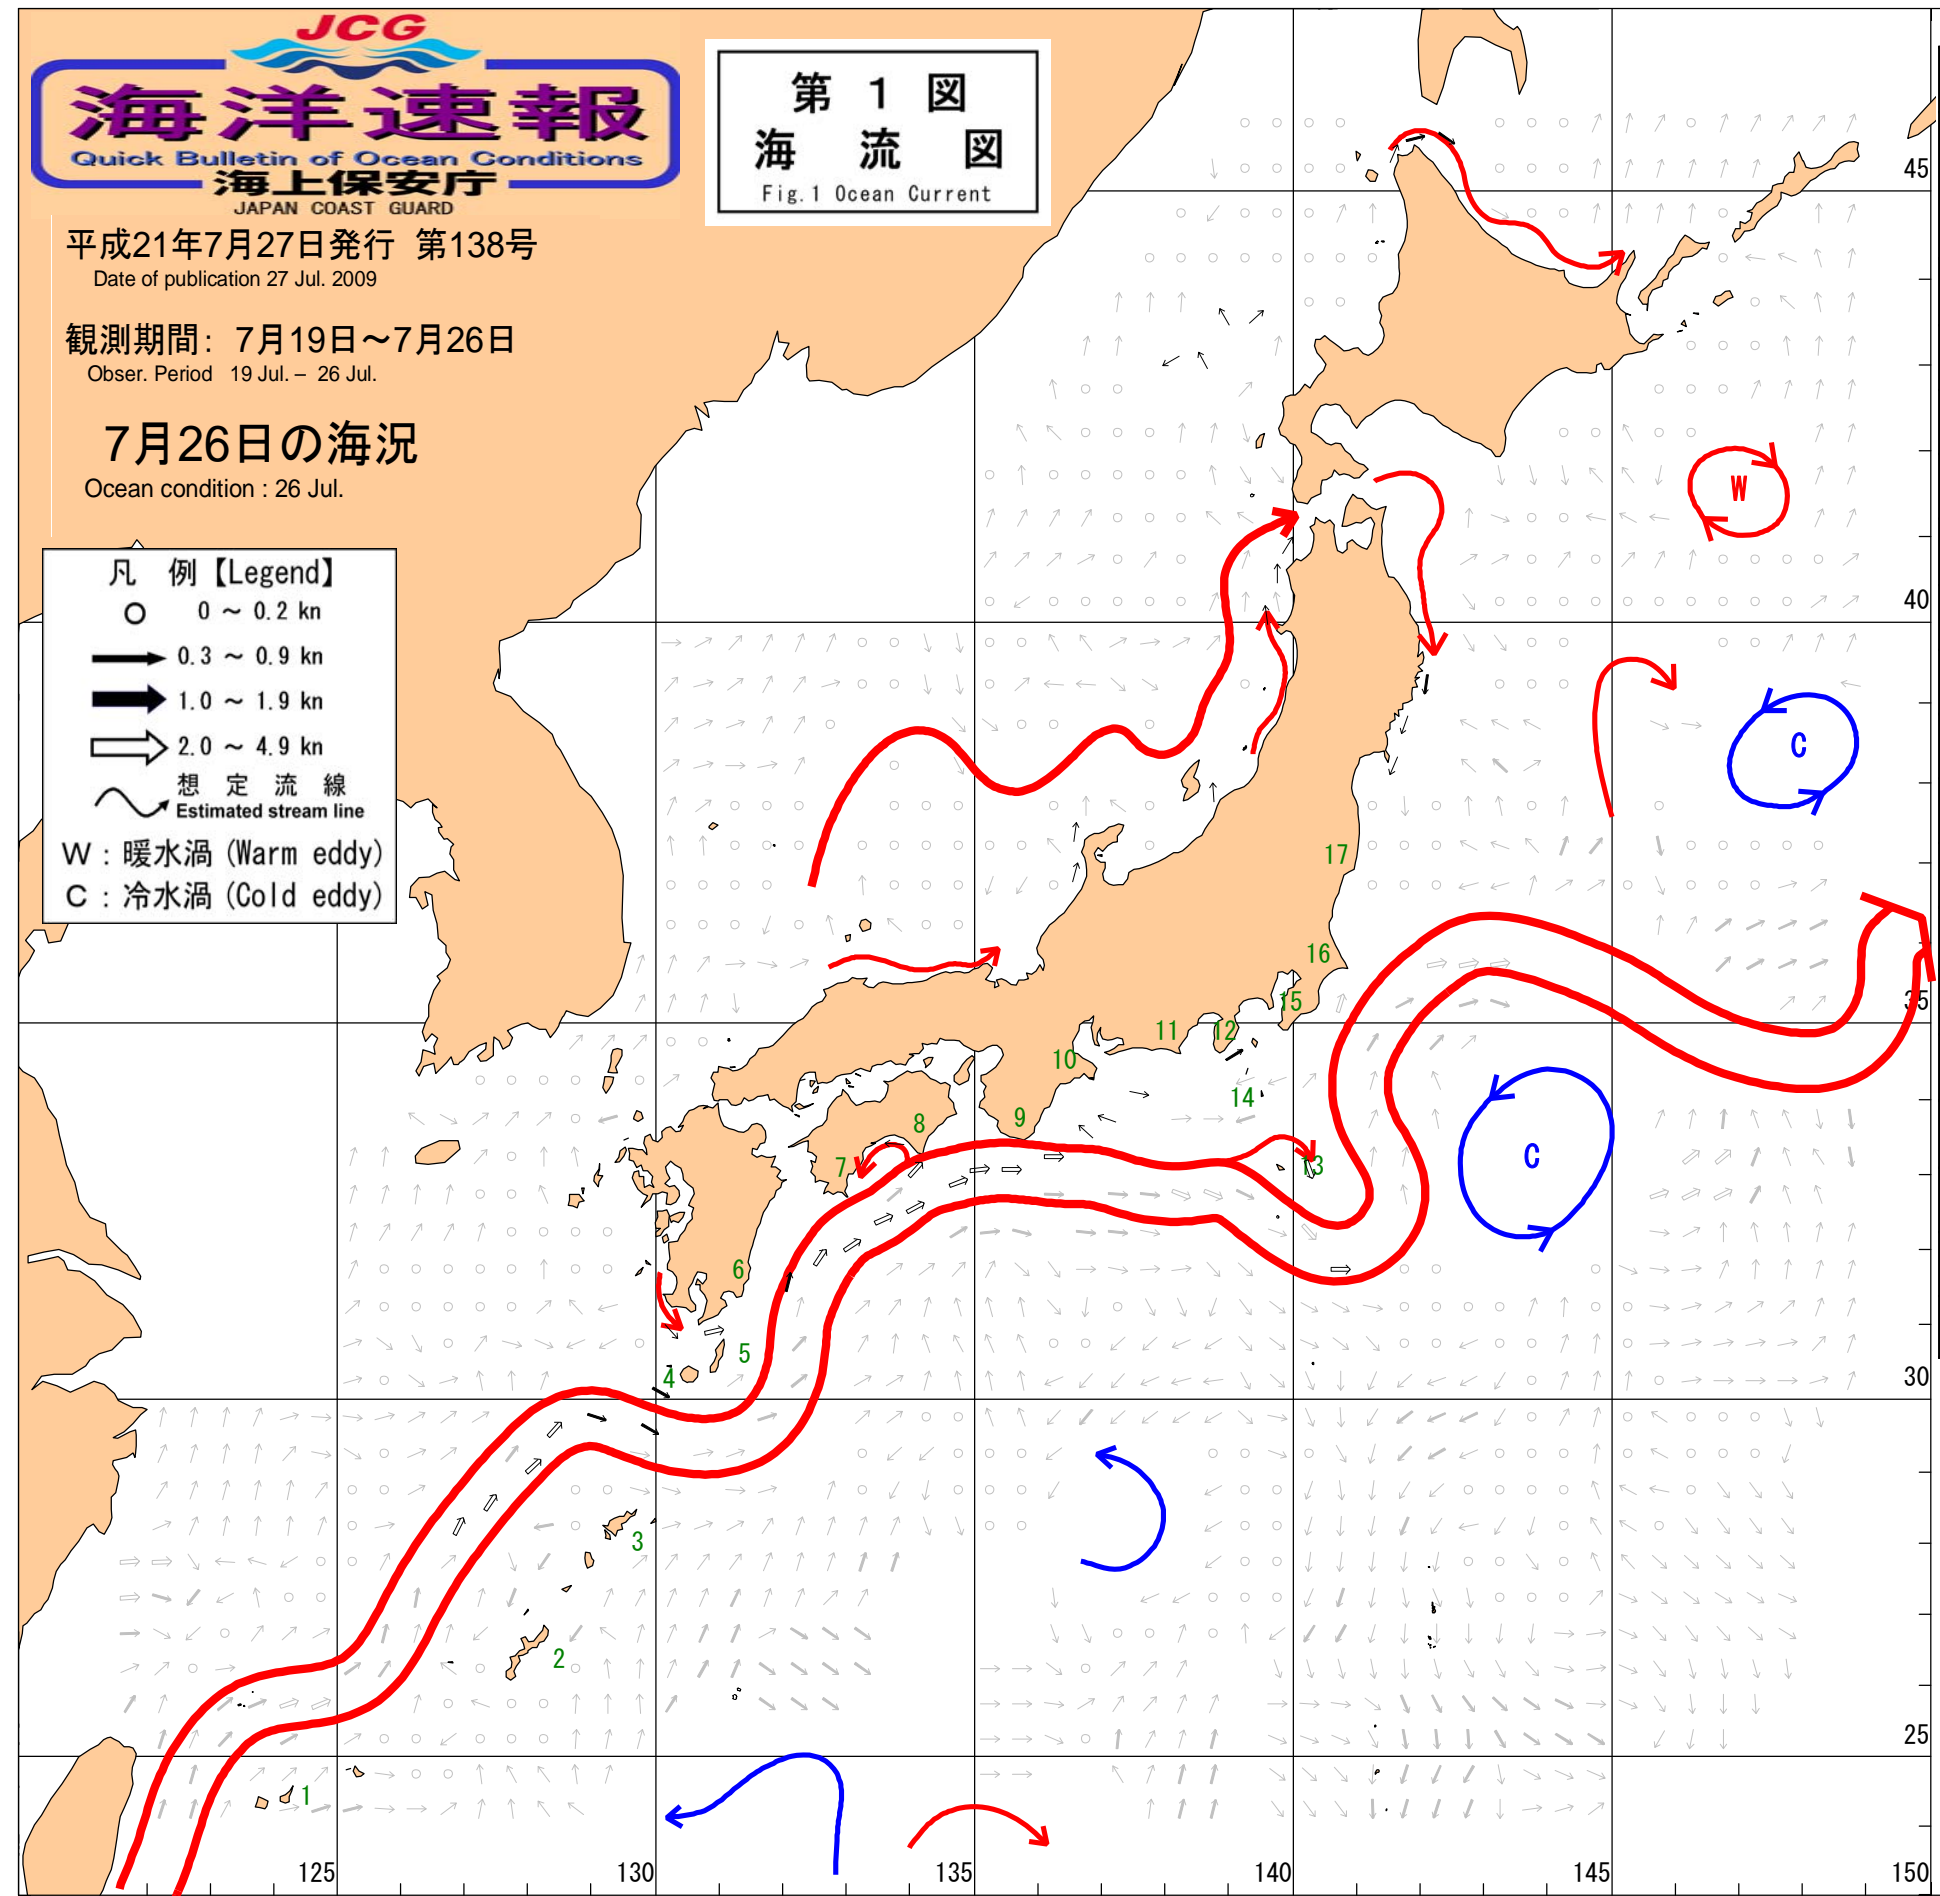 JCG
海洋速報
Quick Bulletin of Ocean Conditions
海上保安庁
JAPAN COAST GUARD
第 1 図
海 流 図
Fig.1 Ocean Current
平成21年7月27日発行 第138号
Date of publication 27 Jul. 2009
観測期間: 7月19日～7月26日
Obser. Period 19 Jul. – 26 Jul.
7月26日の海況
Ocean condition : 26 Jul.
凡 例【Legend】
0 ～ 0.2 kn
0.3 ～ 0.9 kn
1.0 ～ 1.9 kn
2.0 ～ 4.9 kn
想 定 流 線
Estimated stream line
W : 暖水渦 (Warm eddy)
C : 冷水渦 (Cold eddy)
45
W
40
C
17
16
35
15
12
11
10
14
9
8
7
13
C
6
5
4
30
3
2
25
1
125
130
135
140
145
150